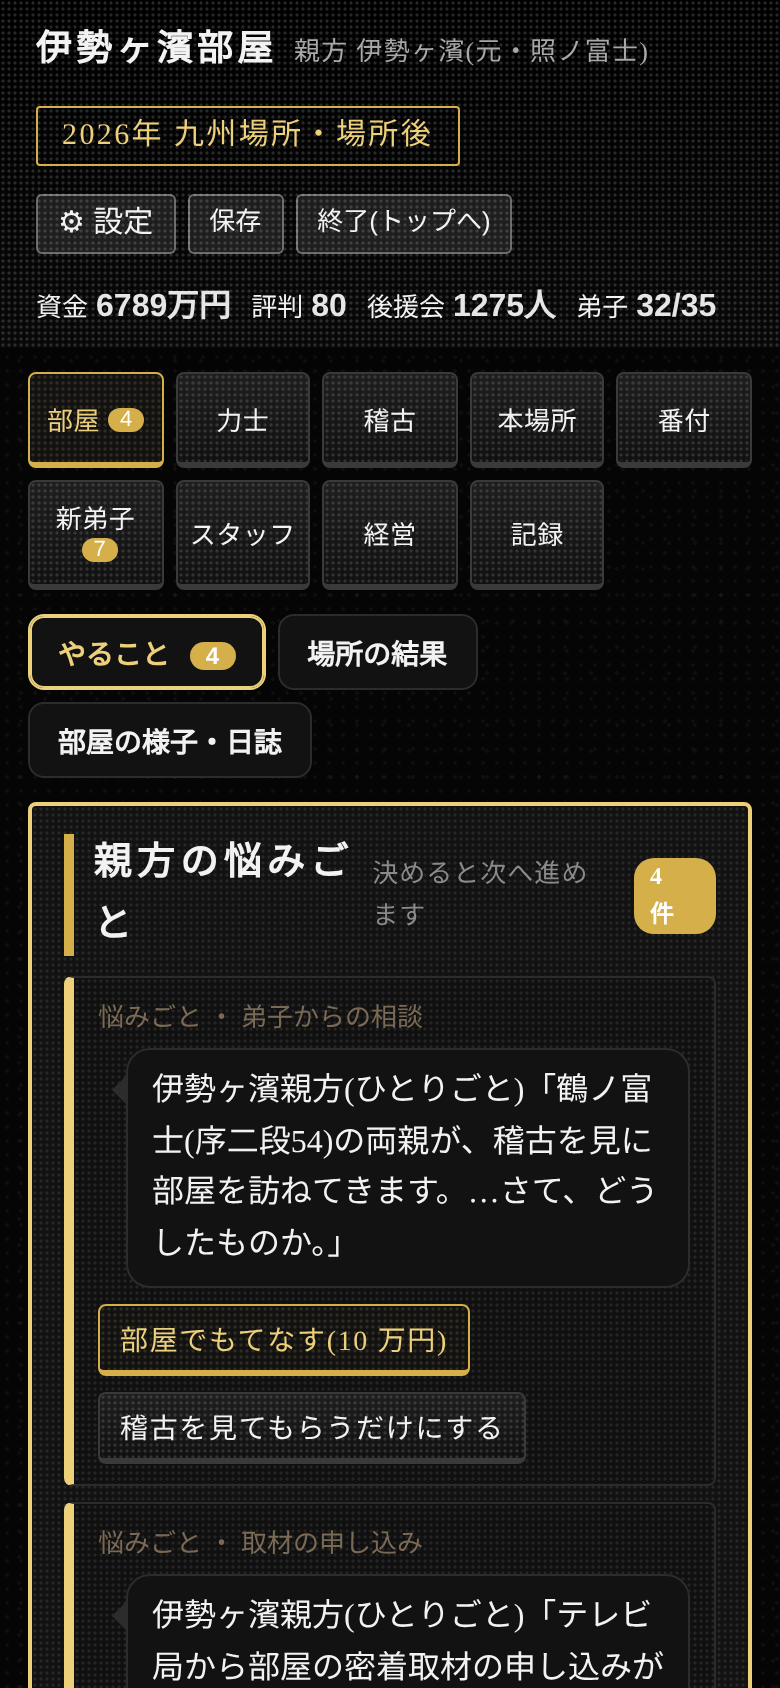 伊勢ヶ濱部屋 親方 伊勢ヶ濱(元・照ノ富士)
2026年 九州場所・場所後
⚙ 設定 保存 終了(トップへ)
資金 6789万円 評判 80 後援会 1275人 弟子 32/35
部屋 4 力士 稽古 本場所 番付
新弟子 7 スタッフ 経営 記録
やること 4 場所の結果
部屋の様子・日誌
親方の悩みご
と
決めると次へ進め
ます
4
件
悩みごと ・ 弟子からの相談
伊勢ヶ濱親方(ひとりごと)「鶴ノ富
士(序二段54)の両親が、稽古を見に
部屋を訪ねてきます。…さて、どう
したものか。」
部屋でもてなす(10 万円)
稽古を見てもらうだけにする
悩みごと ・ 取材の申し込み
伊勢ヶ濱親方(ひとりごと)「テレビ
局から部屋の密着取材の申し込みが